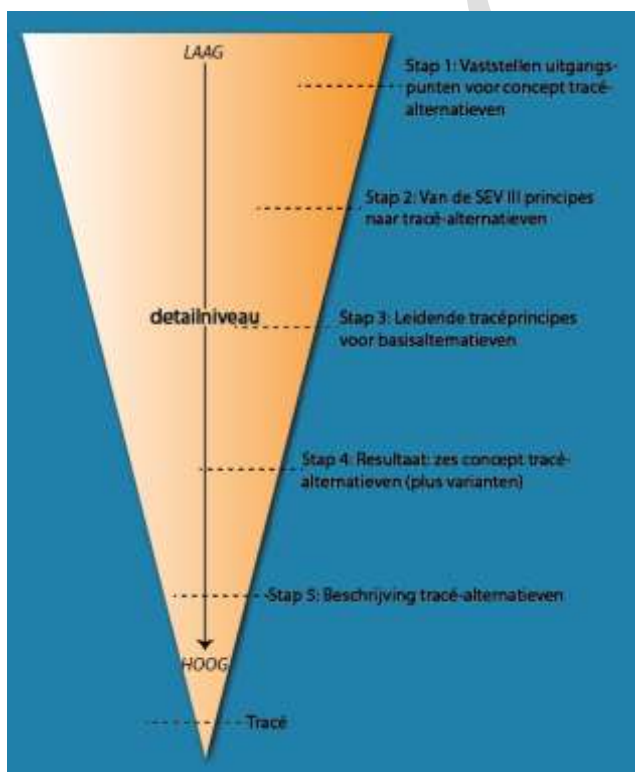 LAAG
Stap 1: Vaststellen uitgangs-
punten voor concept tracé-
alternatieven
Stap 2: Van de SEV III principes
naar tracé-alternatieven
detailniveau
Stap 3: Leidende tracéprincipes
voor basisalternatieven
Stap 4: Resultaat: zes concept tracé-
alternatieven (plus varianten)
Stap 5: Beschrijving tracé-alternatieven
HOOG
Tracé